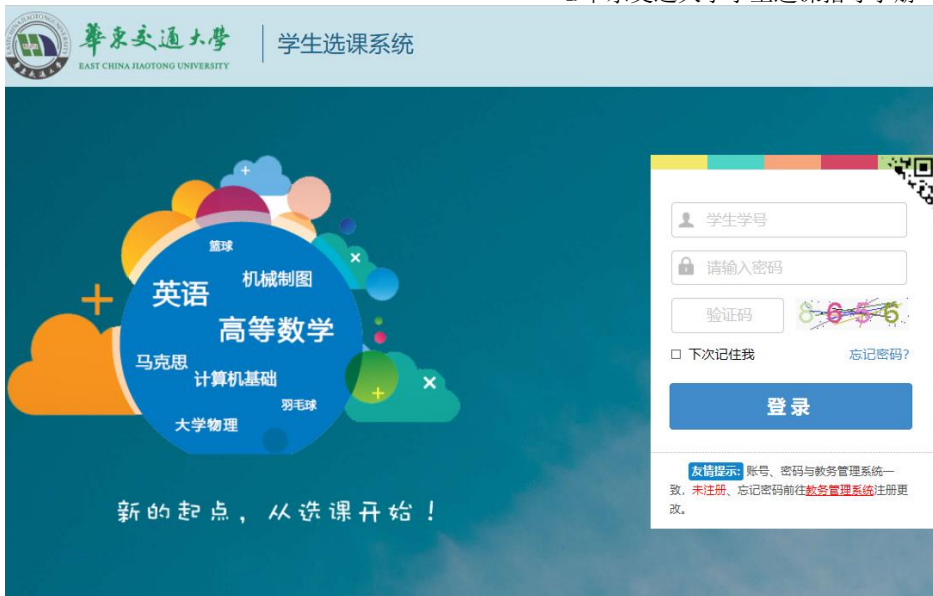 華东交通大學
EAST CHINA JIAOTONG UNIVERSITY
学生选课系统
篮球
英语
机械制图
高等数学
马克思
计算机基础
羽毛球
大学物理
新的起点，从选课开始！
学生学号
请输入密码
验证码
8656
下次记住我
忘记密码?
登录
友情提示: 账号、密码与教务管理系统一
致，未注册、忘记密码前往教务管理系统注册更
改。